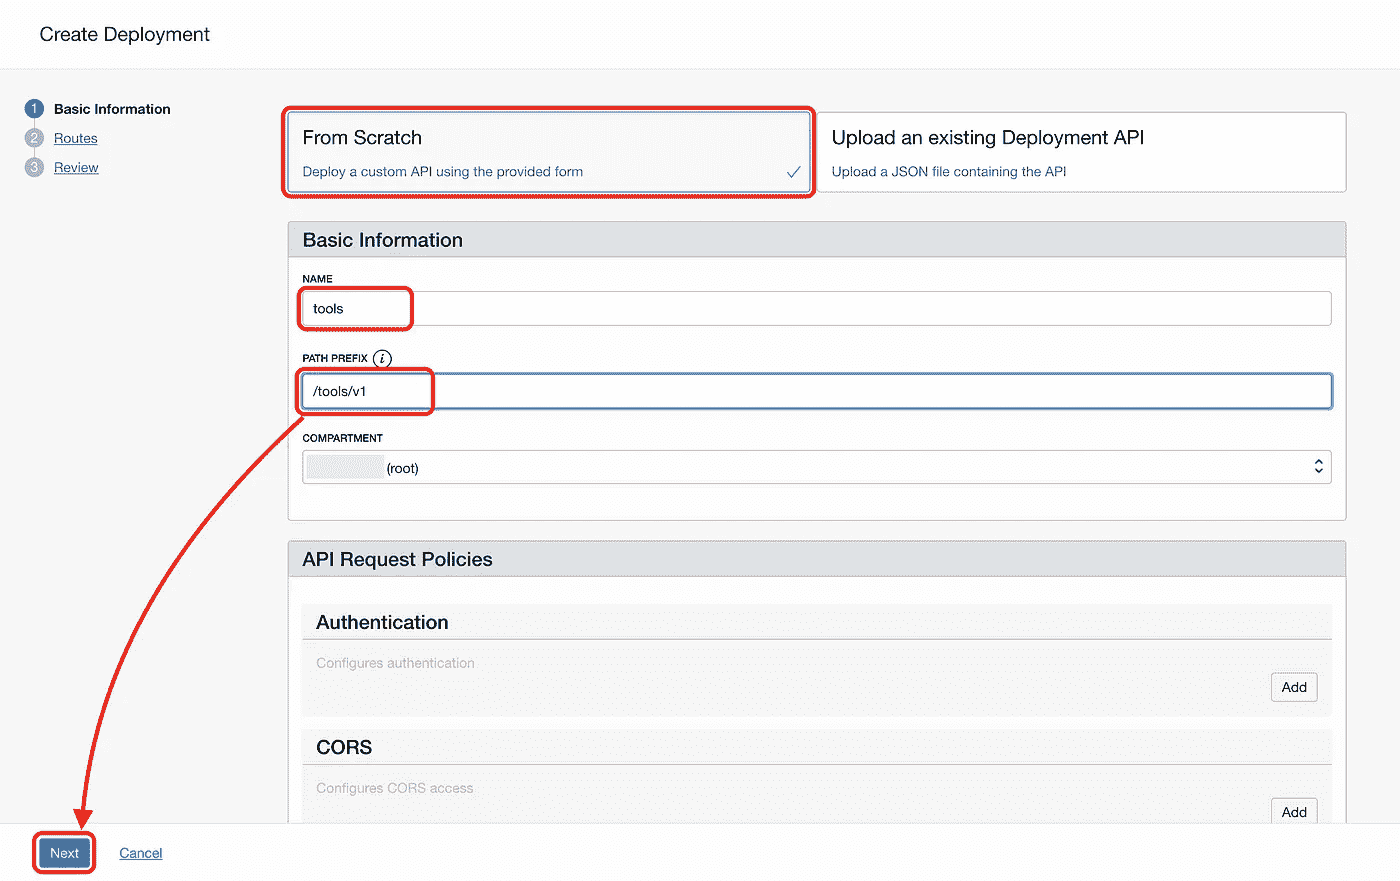 Create Deployment
1 Basic Information
2 Routes
3 Review
From Scratch
Deploy a custom API using the provided form
Upload an existing Deployment API
Upload a JSON file containing the API
Basic Information
NAME
tools
PATH PREFIX i
/tools/v1
COMPARTMENT
(root)
API Request Policies
Authentication
Configures authentication
Add
CORS
Configures CORS access
Add
Next Cancel